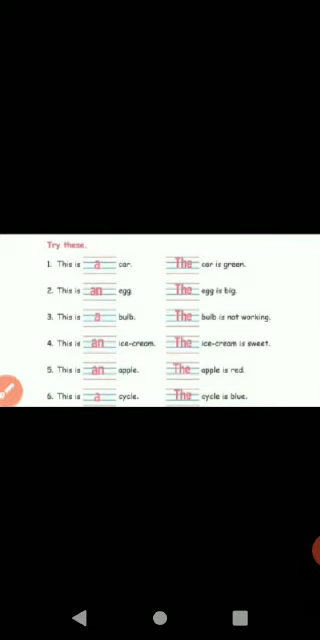 Try these.
1. This is a car. The car is green.
2. This is an egg. The egg is big.
3. This is a bulb. The bulb is not working.
4. This is an ice-cream. The ice-cream is sweet.
5. This is an apple. The apple is red.
6. This is a cycle. The cycle is blue.